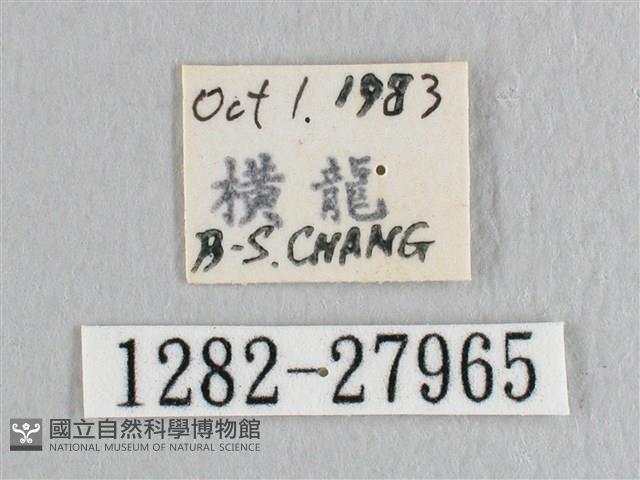 Oct 1. 1983
橫龍
B-S. CHANG
1282-27965
國立自然科學博物館
NATIONAL MUSEUM OF NATURAL SCIENCE